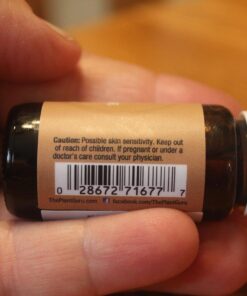 Caution: Possible skin sensitivity. Keep out
of reach of children. If pregnant or under a
doctor's care consult your physician.
0 28672 71677 7
ThePlantGuru.com facebook.com/ThePlantGuru